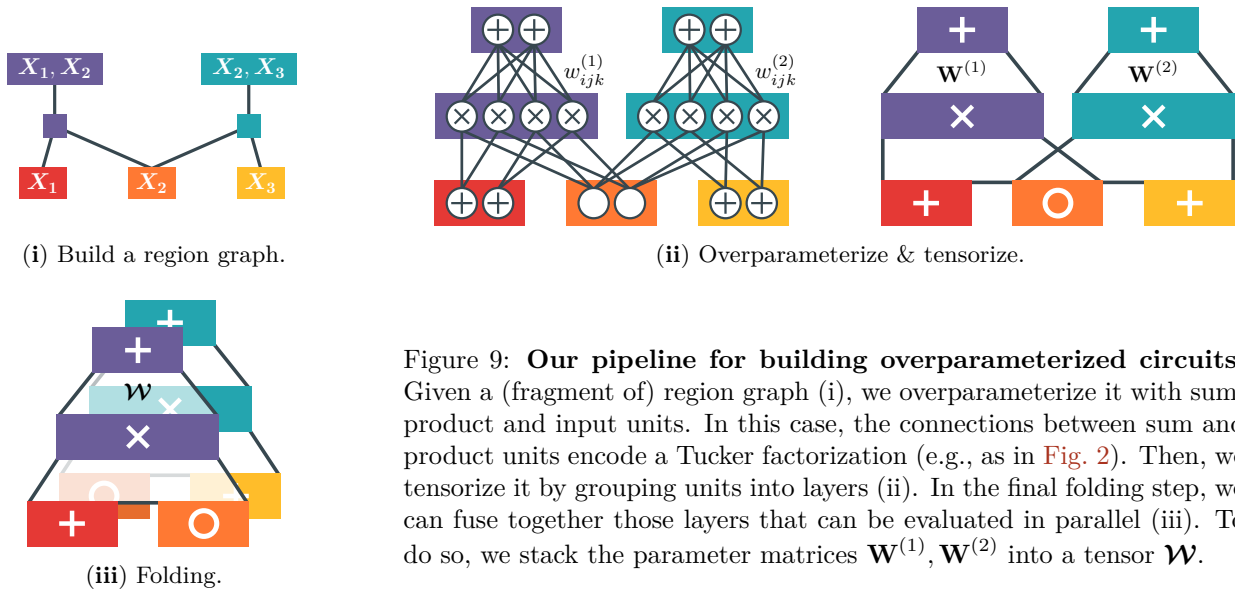 X₁, X₂
X₂, X₃
X₁
X₂
X₃
(i) Build a region graph.
+ +
+ +
w⁽¹⁾ᵢⱼₖ
w⁽²⁾ᵢⱼₖ
× × × ×
× × × ×
+ +
+ +
+
+
W⁽¹⁾
W⁽²⁾
×
×
+
+
(ii) Overparameterize & tensorize.
+
+
𝓦
×
×
+
+
(iii) Folding.
Figure 9: Our pipeline for building overparameterized circuits
Given a (fragment of) region graph (i), we overparameterize it with sum
product and input units. In this case, the connections between sum and
product units encode a Tucker factorization (e.g., as in Fig. 2). Then, we
tensorize it by grouping units into layers (ii). In the final folding step, we
can fuse together those layers that can be evaluated in parallel (iii). To
do so, we stack the parameter matrices W⁽¹⁾, W⁽²⁾ into a tensor 𝓦.